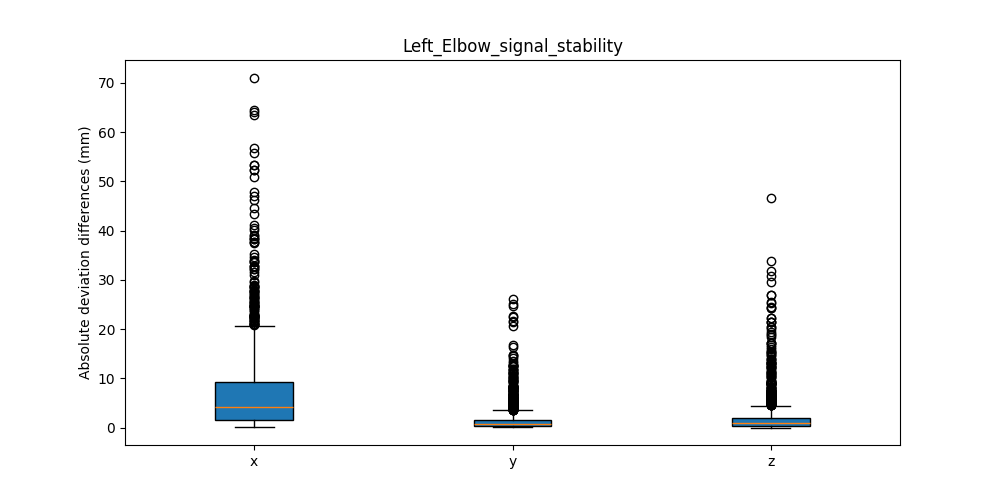 Left_Elbow_signal_stability
Absolute deviation differences (mm)
70
60
50
40
30
20
10
0
x
y
z